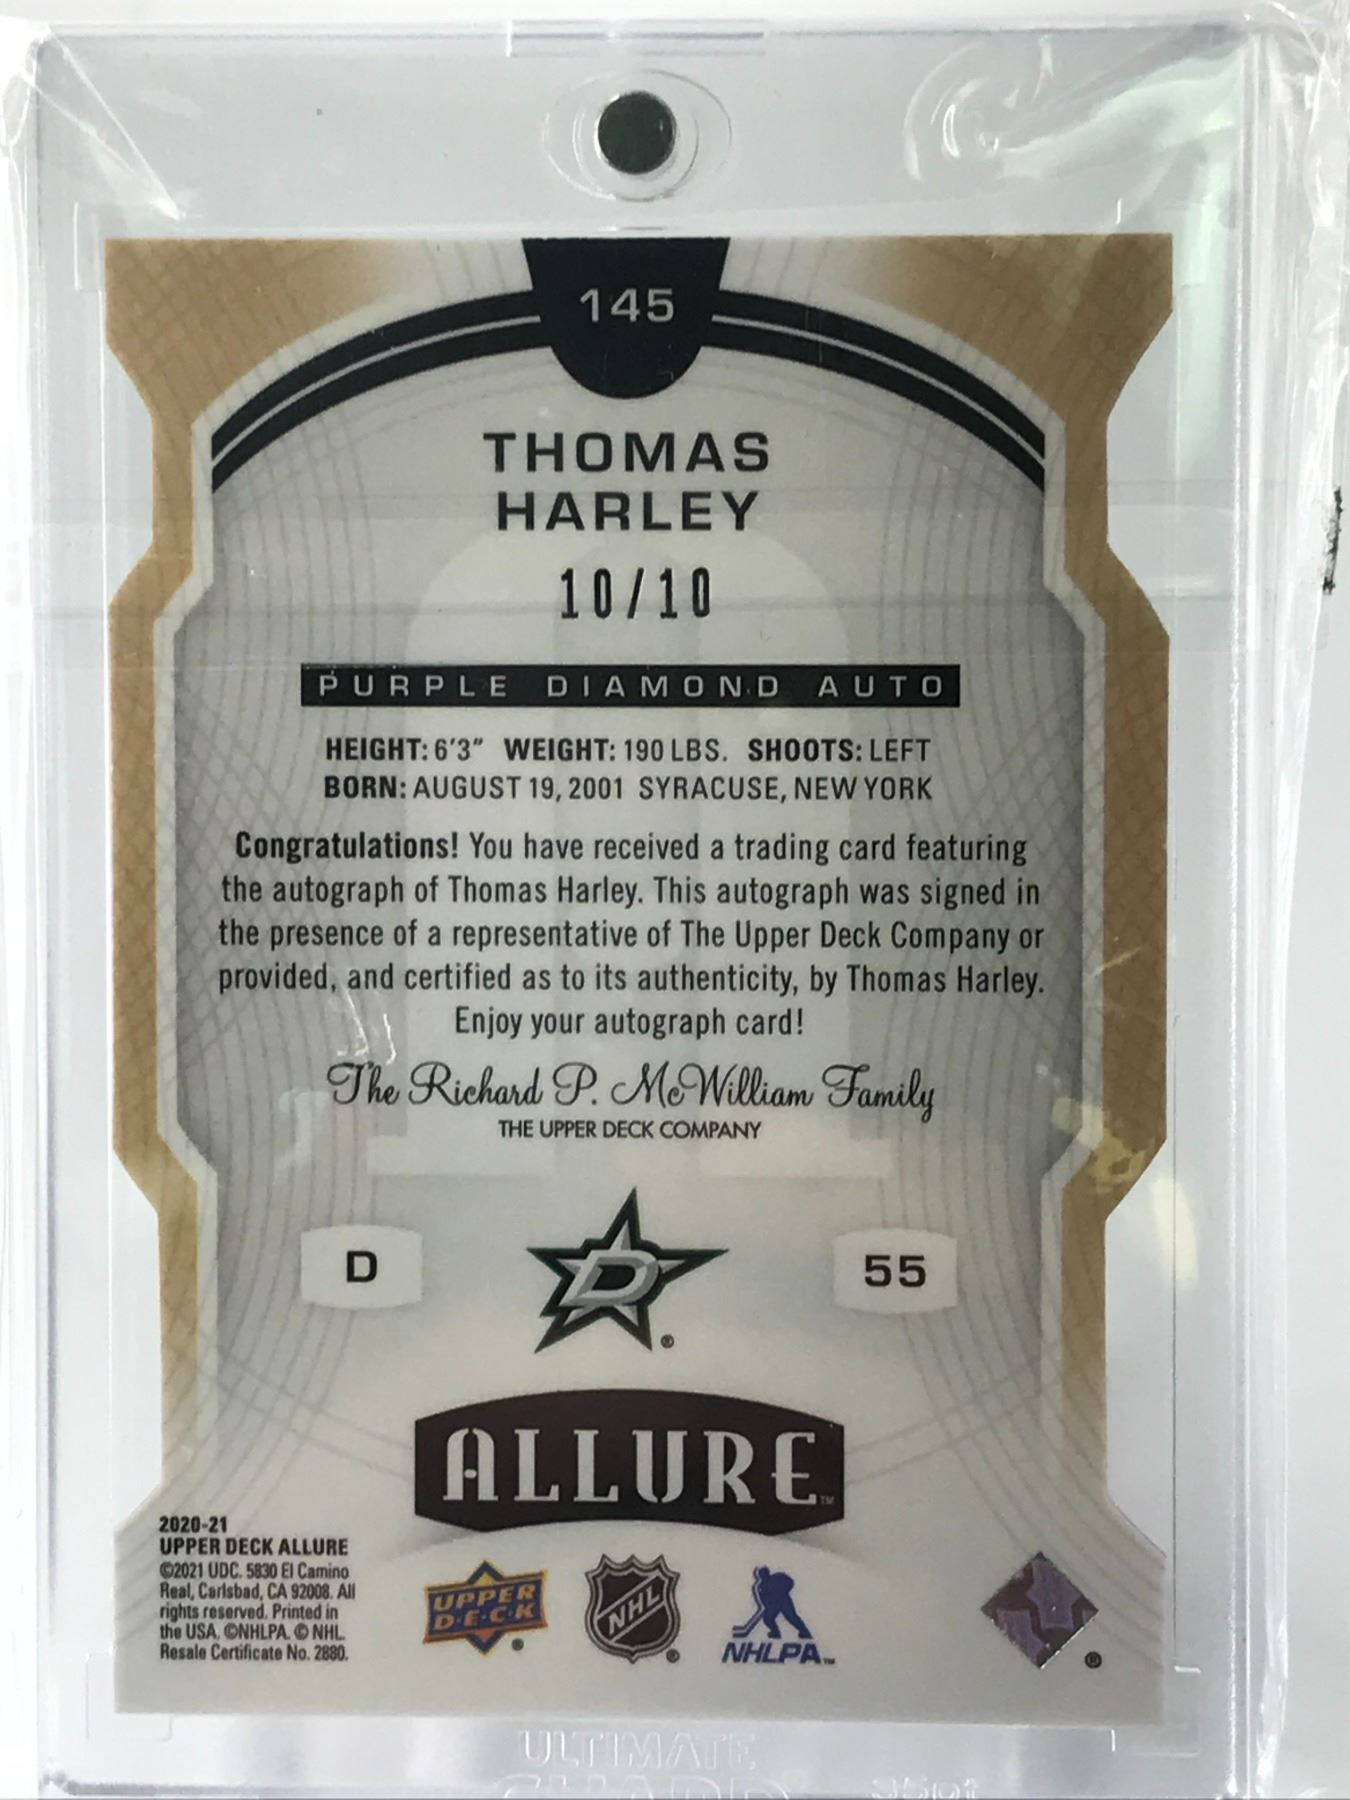 145
THOMAS
HARLEY
10/10
PURPLE DIAMOND AUTO
HEIGHT: 6'3" WEIGHT: 190 LBS. SHOOTS: LEFT
BORN: AUGUST 19, 2001 SYRACUSE, NEW YORK
Congratulations! You have received a trading card featuring
the autograph of Thomas Harley. This autograph was signed in
the presence of a representative of The Upper Deck Company or
provided, and certified as to its authenticity, by Thomas Harley.
Enjoy your autograph card!
The Richard P. McWilliam Family
THE UPPER DECK COMPANY
D
D
®
55
ALLURE™
2020-21
UPPER DECK ALLURE
©2021 UDC. 5830 El Camino
Real, Carlsbad, CA 92008. All
rights reserved. Printed in
the USA. ©NHLPA. © NHL.
Resale Certificate No. 2880.
UPPER
D·E·C·K
®
NHL
®
NHLPA™
®
ULTIMATE